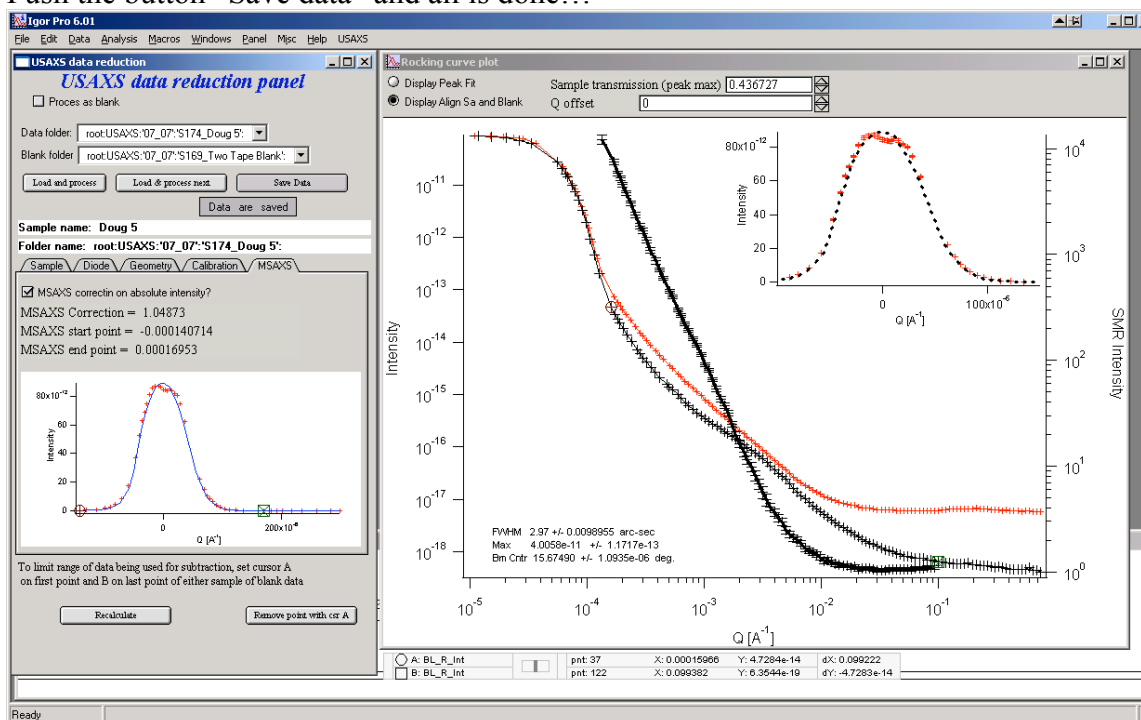 Push the button "Save data" and all is done…
Igor Pro 6.01
File Edit Data Analysis Macros Windows Panel Misc Help USAXS
USAXS data reduction
USAXS data reduction panel
Proces as blank
Data folder: root:USAXS:'07_07':'S174_Doug 5':
Blank folder root:USAXS:'07_07':'S169_Two Tape Blank':
Load and process Load & process next Save Data
Data are saved
Sample name: Doug 5
Folder name: root:USAXS:'07_07':'S174_Doug 5':
Sample Diode Geometry Calibration MSAXS
MSAXS correctin on absolute intensity?
MSAXS Correction = 1.04873
MSAXS start point = -0.000140714
MSAXS end point = 0.00016953
80x10⁻¹²
60
40
20
0
Intensity
0 200x10⁻⁶
Q [A⁻¹]
To limit range of data being used for subtraction, set cursor A
on first point and B on last point of either sample of blank data
Recalculate Remove point with csr A
Rocking curve plot
Display Peak Fit
Display Align Sa and Blank
Sample transmission (peak max) 0.436727
Q offset 0
Intensity
10⁻¹¹
10⁻¹²
10⁻¹³
10⁻¹⁴
10⁻¹⁵
10⁻¹⁶
10⁻¹⁷
10⁻¹⁸
80x10⁻¹²
60
40
20
0
Intensity
0 100x10⁻⁶
Q [A⁻¹]
10⁴
10³
10²
10¹
10⁰
SMR Intensity
FWHM 2.97 +/- 0.0098955 arc-sec
Max 4.0058e-11 +/- 1.1717e-13
Bm Cntr 15.67490 +/- 1.0935e-06 deg.
10⁻⁵ 10⁻⁴ 10⁻³ 10⁻² 10⁻¹
Q [A⁻¹]
A: BL_R_Int pnt: 37 X: 0.00015966 Y: 4.7284e-14 dX: 0.099222
B: BL_R_Int pnt: 122 X: 0.099382 Y: 6.3544e-19 dY: -4.7283e-14
Ready